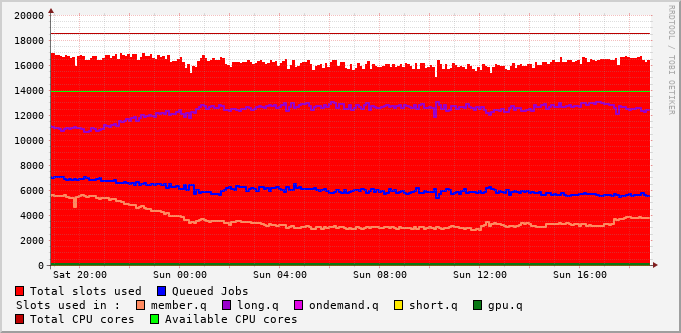 20000
18000
16000
14000
12000
10000
8000
6000
4000
2000
0
Sat 20:00 Sun 00:00 Sun 04:00 Sun 08:00 Sun 12:00 Sun 16:00
Total slots used Queued Jobs
Slots used in : member.q long.q ondemand.q short.q gpu.q
Total CPU cores Available CPU cores
RRDTOOL / TOBI OETIKER